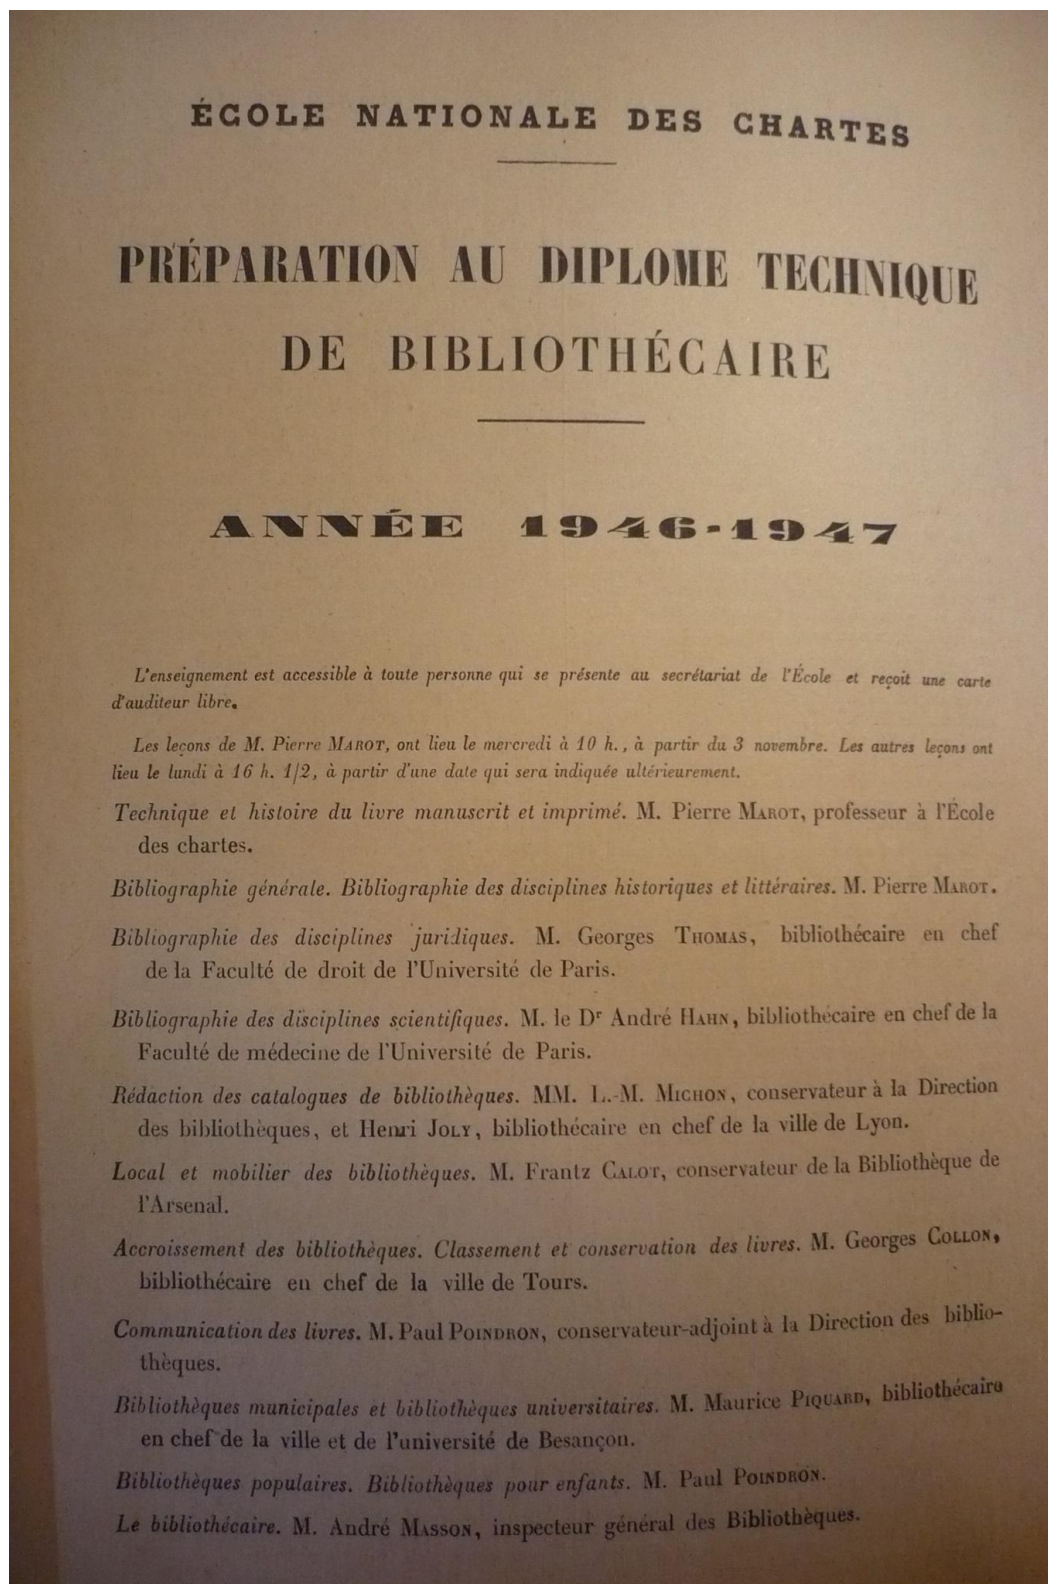 ÉCOLE NATIONALE DES CHARTES
PRÉPARATION AU DIPLOME TECHNIQUE
DE BIBLIOTHÉCAIRE
ANNÉE 1946-1947
L'enseignement est accessible à toute personne qui se présente au secrétariat de l'École et reçoit une carte
d'auditeur libre.
Les leçons de M. Pierre MAROT, ont lieu le mercredi à 10 h., à partir du 3 novembre. Les autres leçons ont
lieu le lundi à 16 h. 1/2, à partir d'une date qui sera indiquée ultérieurement.
Technique et histoire du livre manuscrit et imprimé. M. Pierre MAROT, professeur à l'École
des chartes.
Bibliographie générale. Bibliographie des disciplines historiques et littéraires. M. Pierre MAROT.
Bibliographie des disciplines juridiques. M. Georges THOMAS, bibliothécaire en chef
de la Faculté de droit de l'Université de Paris.
Bibliographie des disciplines scientifiques. M. le Dr André HAHN, bibliothécaire en chef de la
Faculté de médecine de l'Université de Paris.
Rédaction des catalogues de bibliothèques. MM. L.-M. MICHON, conservateur à la Direction
des bibliothèques, et Henri JOLY, bibliothécaire en chef de la ville de Lyon.
Local et mobilier des bibliothèques. M. Frantz CALOT, conservateur de la Bibliothèque de
l'Arsenal.
Accroissement des bibliothèques. Classement et conservation des livres. M. Georges COLLON,
bibliothécaire en chef de la ville de Tours.
Communication des livres. M. Paul POINDRON, conservateur-adjoint à la Direction des biblio-
thèques.
Bibliothèques municipales et bibliothèques universitaires. M. Maurice PIQUARD, bibliothécaire
en chef de la ville et de l'université de Besançon.
Bibliothèques populaires. Bibliothèques pour enfants. M. Paul POINDRON.
Le bibliothécaire. M. André MASSON, inspecteur général des Bibliothèques.